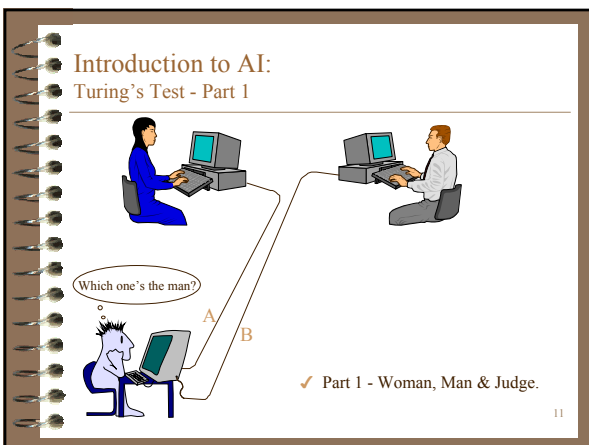 Introduction to AI:
Turing's Test - Part 1
Which one's the man?
A
B
✓ Part 1 - Woman, Man & Judge.
11